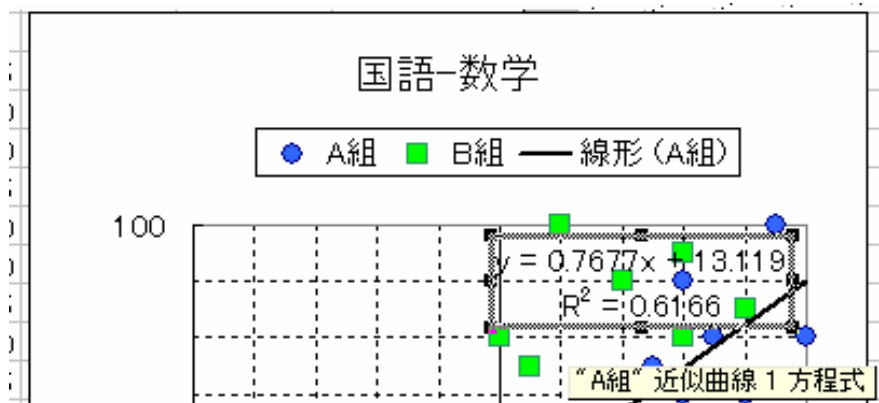 国語-数学
A組 B組 線形 (A組)
100
y = 0.7677x + 13.119
R² = 0.6166
"A組" 近似曲線 1 方程式